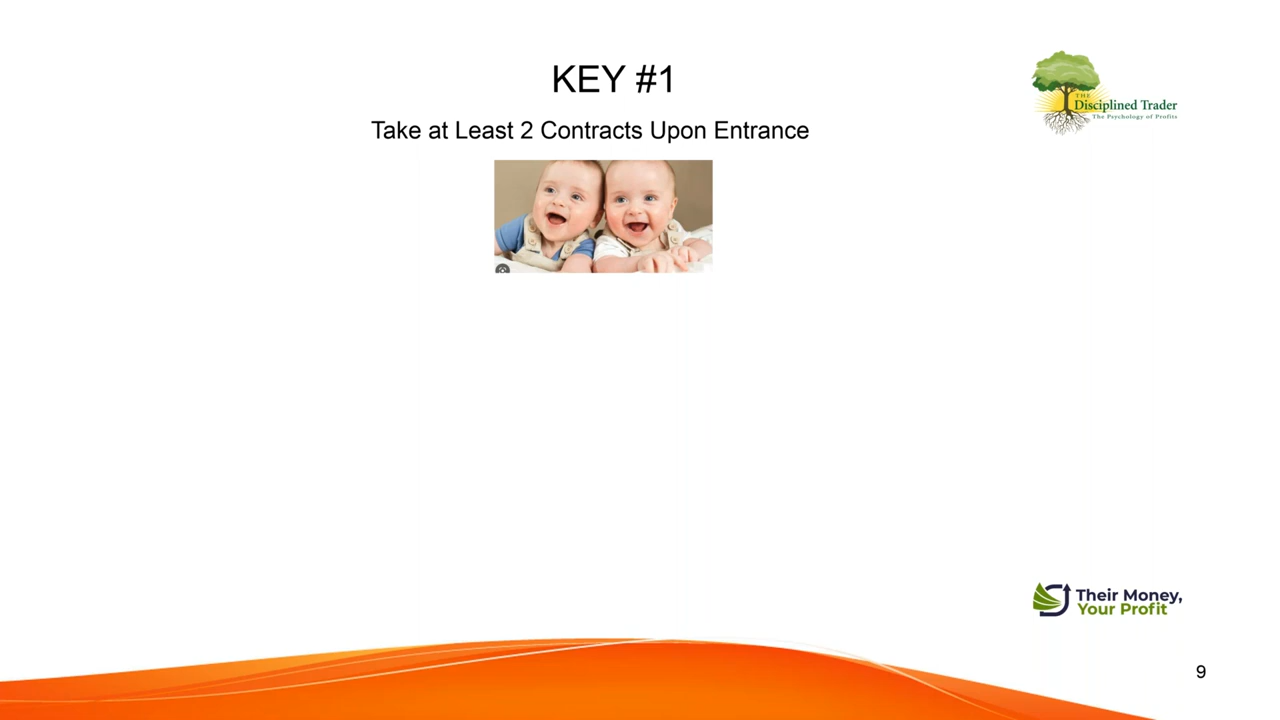 KEY #1
Take at Least 2 Contracts Upon Entrance
THE
Disciplined Trader
The Psychology of Profits
Their Money,
Your Profit
9